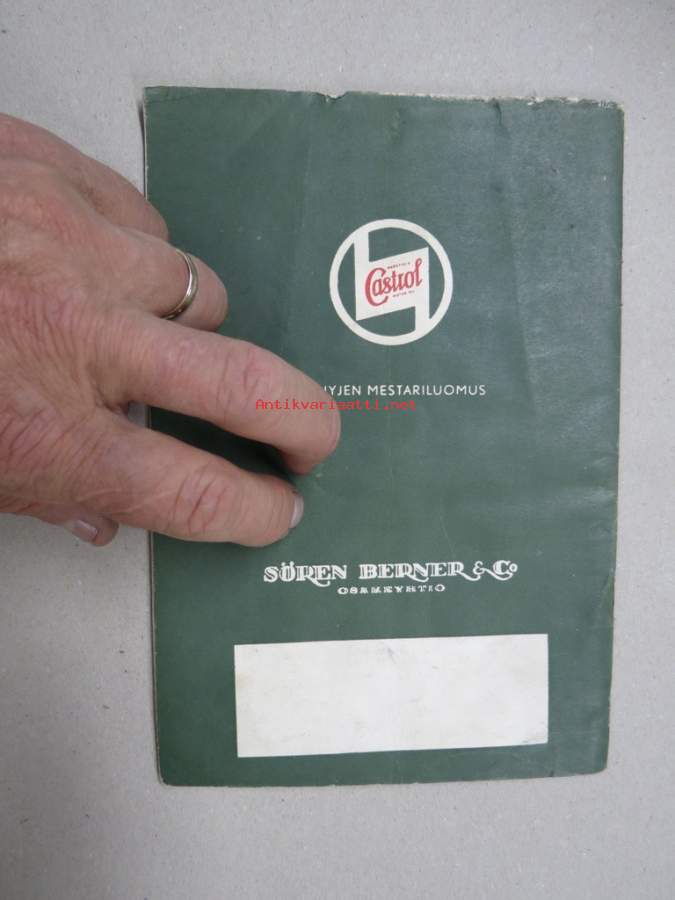 Castrol
MESTARILUOMUS
Antikvariaatti.net
SÖREN BERNER & Co
OSAKEYHTIÖ